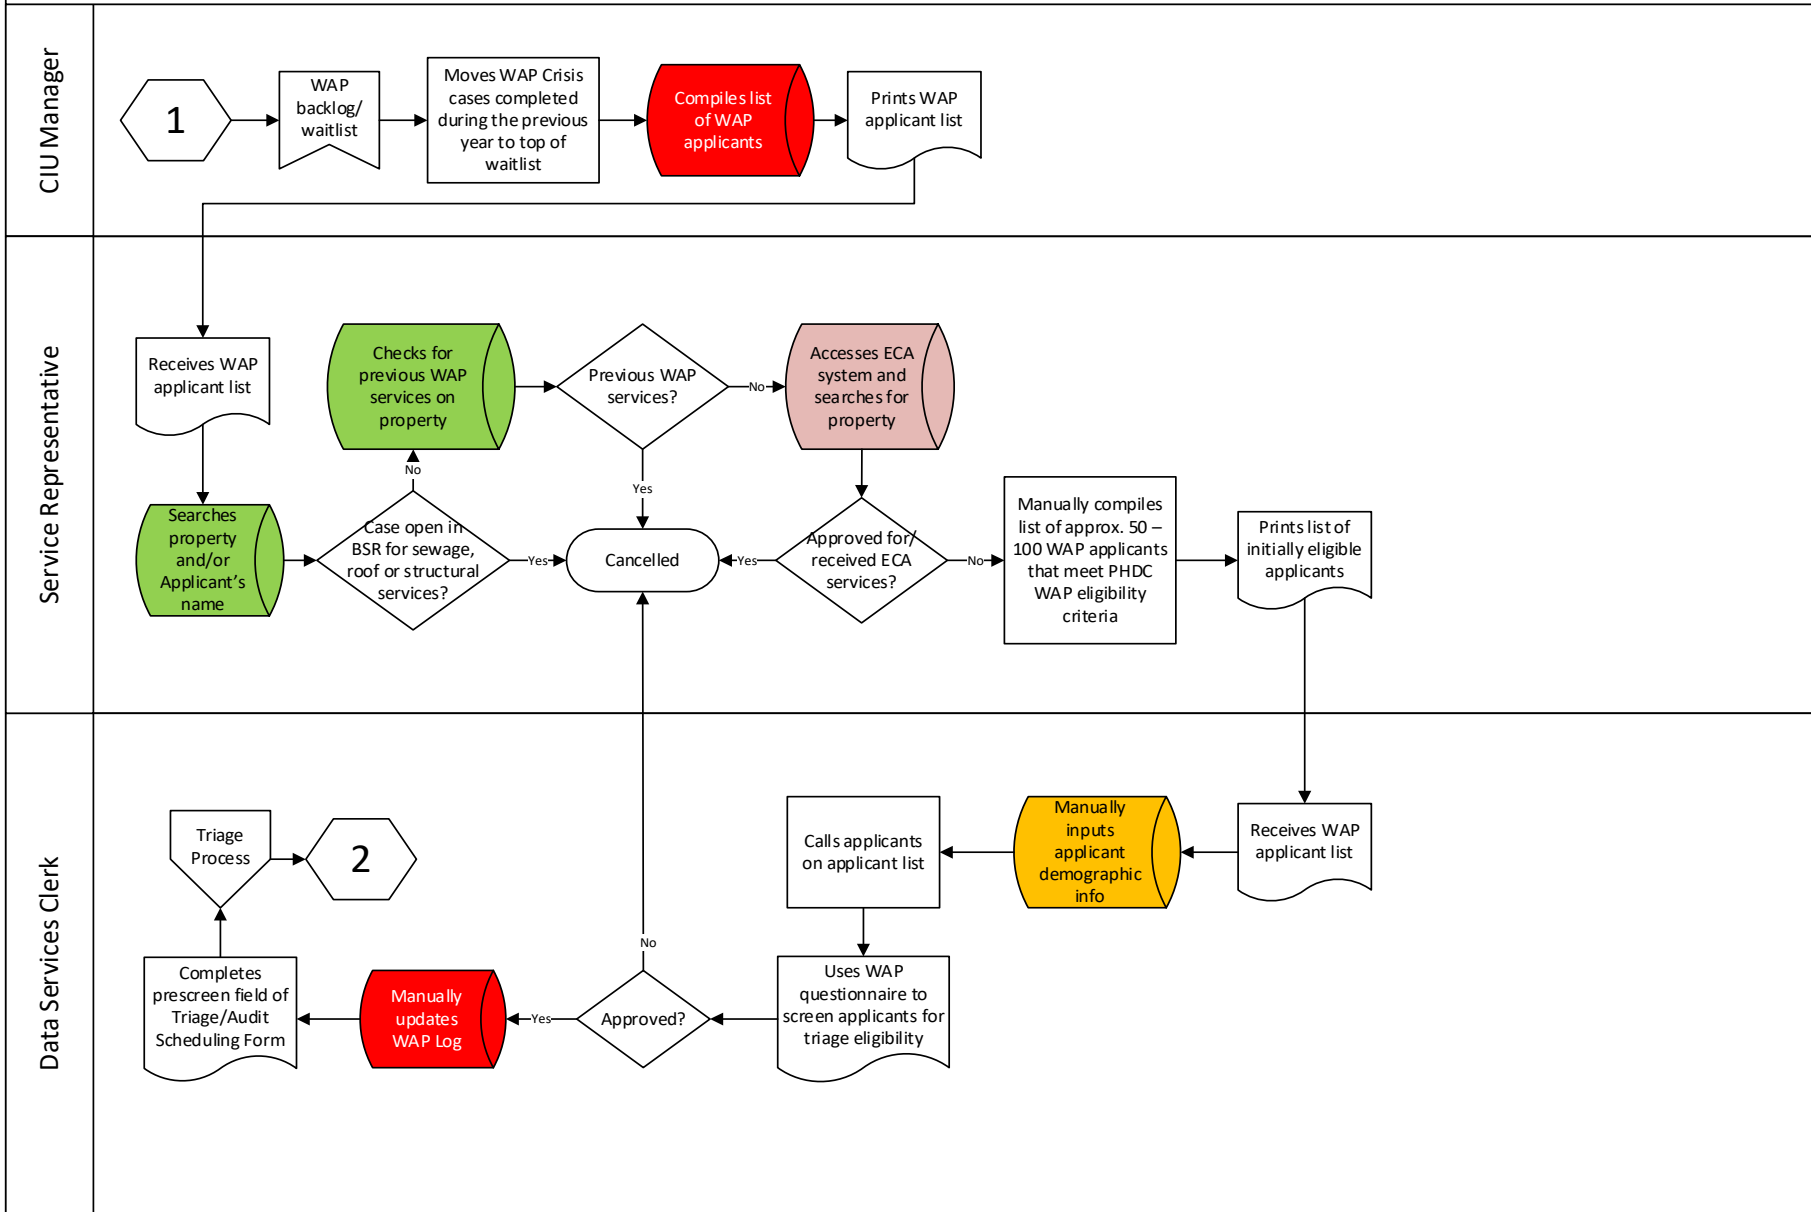 CIU Manager
1
WAP
backlog/
waitlist
Moves WAP Crisis
cases completed
during the previous
year to top of
waitlist
Compiles list
of WAP
applicants
Prints WAP
applicant list
Service Representative
Receives WAP
applicant list
Checks for
previous WAP
services on
property
Previous WAP
services?
No
Accesses ECA
system and
searches for
property
No
Yes
Searches
property
and/or
Applicant's
name
Case open in
BSR for sewage,
roof or structural
services?
Yes
Cancelled
Yes
Approved for/
received ECA
services?
No
Manually compiles
list of approx. 50 –
100 WAP applicants
that meet PHDC
WAP eligibility
criteria
Prints list of
initially eligible
applicants
Data Services Clerk
Triage
Process
2
Calls applicants
on applicant list
Manually
inputs
applicant
demographic
info
Receives WAP
applicant list
No
Completes
prescreen field of
Triage/Audit
Scheduling Form
Manually
updates
WAP Log
Yes
Approved?
Uses WAP
questionnaire to
screen applicants for
triage eligibility